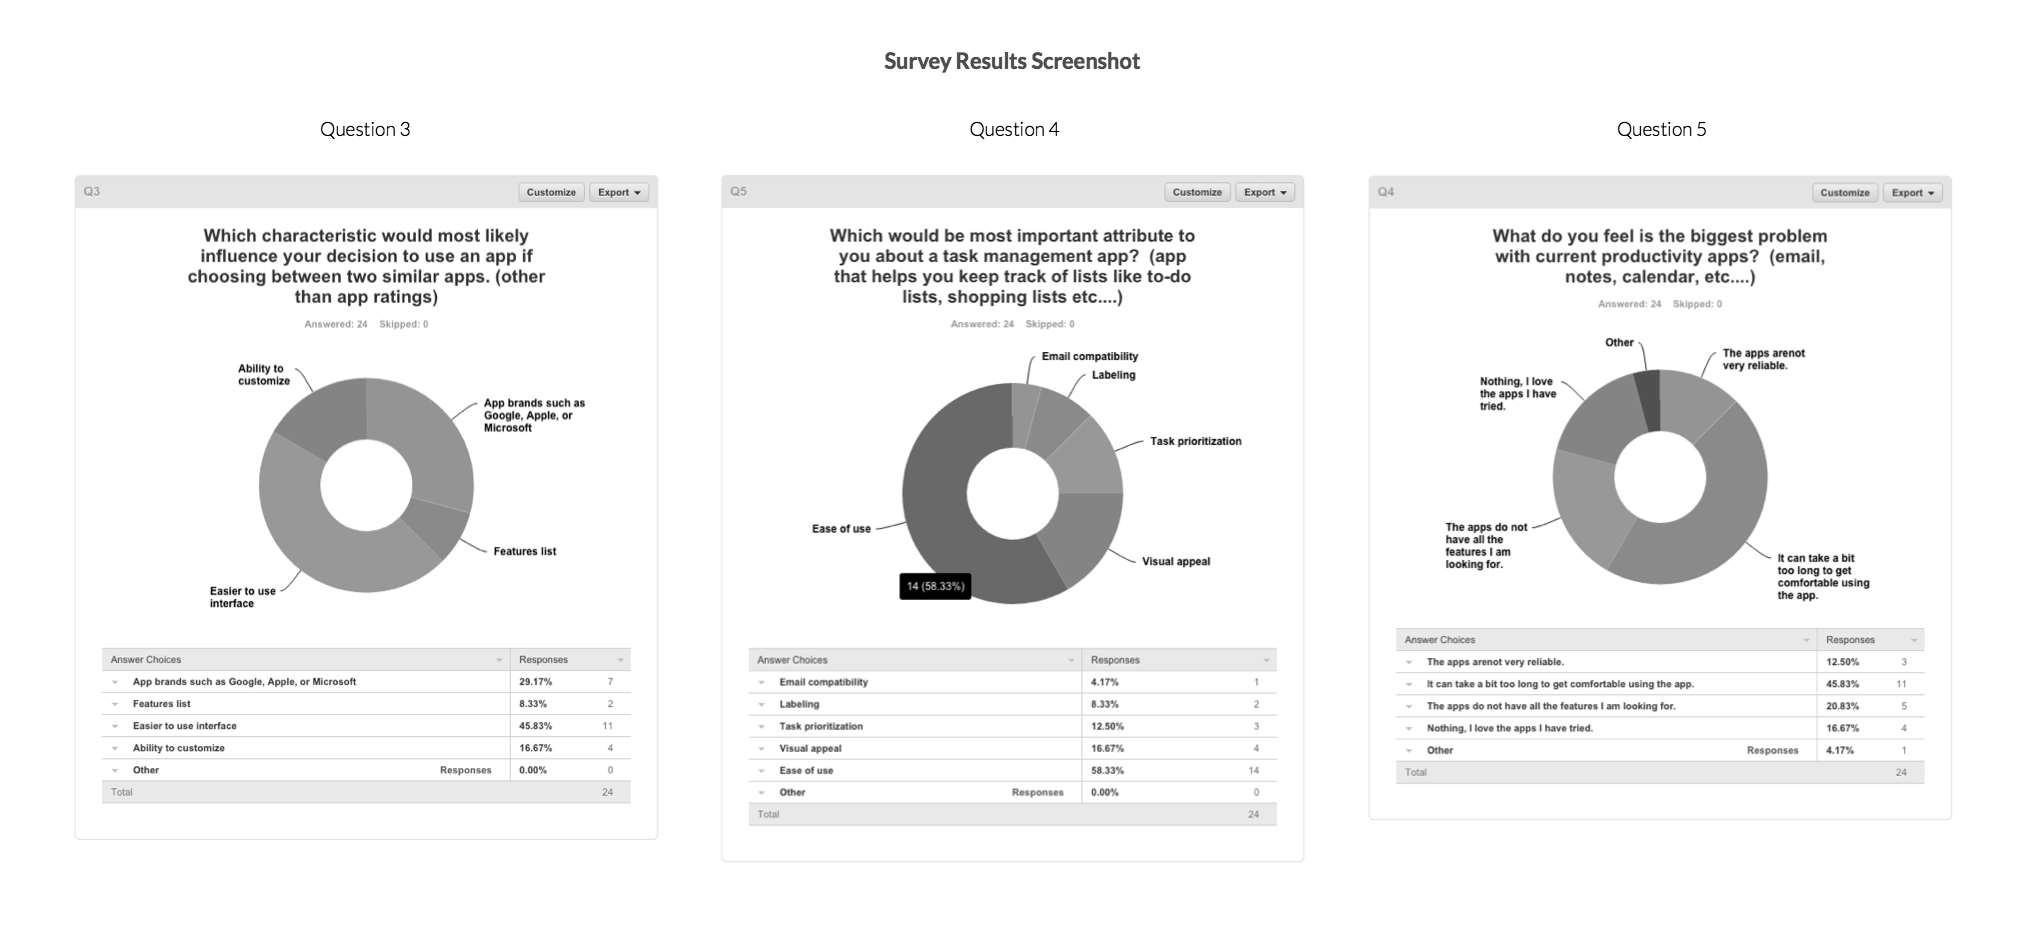 Survey Results Screenshot
Question 3
Question 4
Question 5
Q3
Customize
Export
Which characteristic would most likely
influence your decision to use an app if
choosing between two similar apps. (other
than app ratings)
Answered: 24 Skipped: 0
Ability to
customize
App brands such as
Google, Apple, or
Microsoft
Features list
Easier to use
interface
Answer Choices Responses
App brands such as Google, Apple, or Microsoft 29.17% 7
Features list 8.33% 2
Easier to use interface 45.83% 11
Ability to customize 16.67% 4
Other Responses 0.00% 0
Total 24
Q5
Customize
Export
Which would be most important attribute to
you about a task management app? (app
that helps you keep track of lists like to-do
lists, shopping lists etc....)
Answered: 24 Skipped: 0
Email compatibility
Labeling
Task prioritization
Ease of use
Visual appeal
14 (58.33%)
Answer Choices Responses
Email compatibility 4.17% 1
Labeling 8.33% 2
Task prioritization 12.50% 3
Visual appeal 16.67% 4
Ease of use 58.33% 14
Other Responses 0.00% 0
Total 24
Q4
Customize
Export
What do you feel is the biggest problem
with current productivity apps? (email,
notes, calendar, etc....)
Answered: 24 Skipped: 0
Other
The apps arenot
very reliable.
Nothing, I love
the apps I have
tried.
The apps do not
have all the
features I am
looking for.
It can take a bit
too long to get
comfortable using
the app.
Answer Choices Responses
The apps arenot very reliable. 12.50% 3
It can take a bit too long to get comfortable using the app. 45.83% 11
The apps do not have all the features I am looking for. 20.83% 5
Nothing, I love the apps I have tried. 16.67% 4
Other Responses 4.17% 1
Total 24